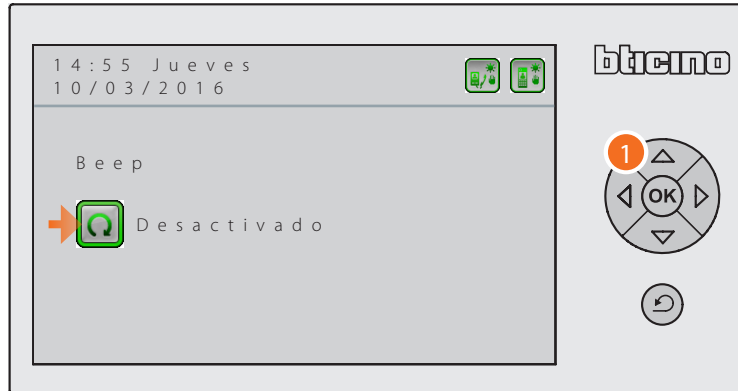 14:55 Jueves
10/03/2016
bticino
1
Beep
OK
Desactivado